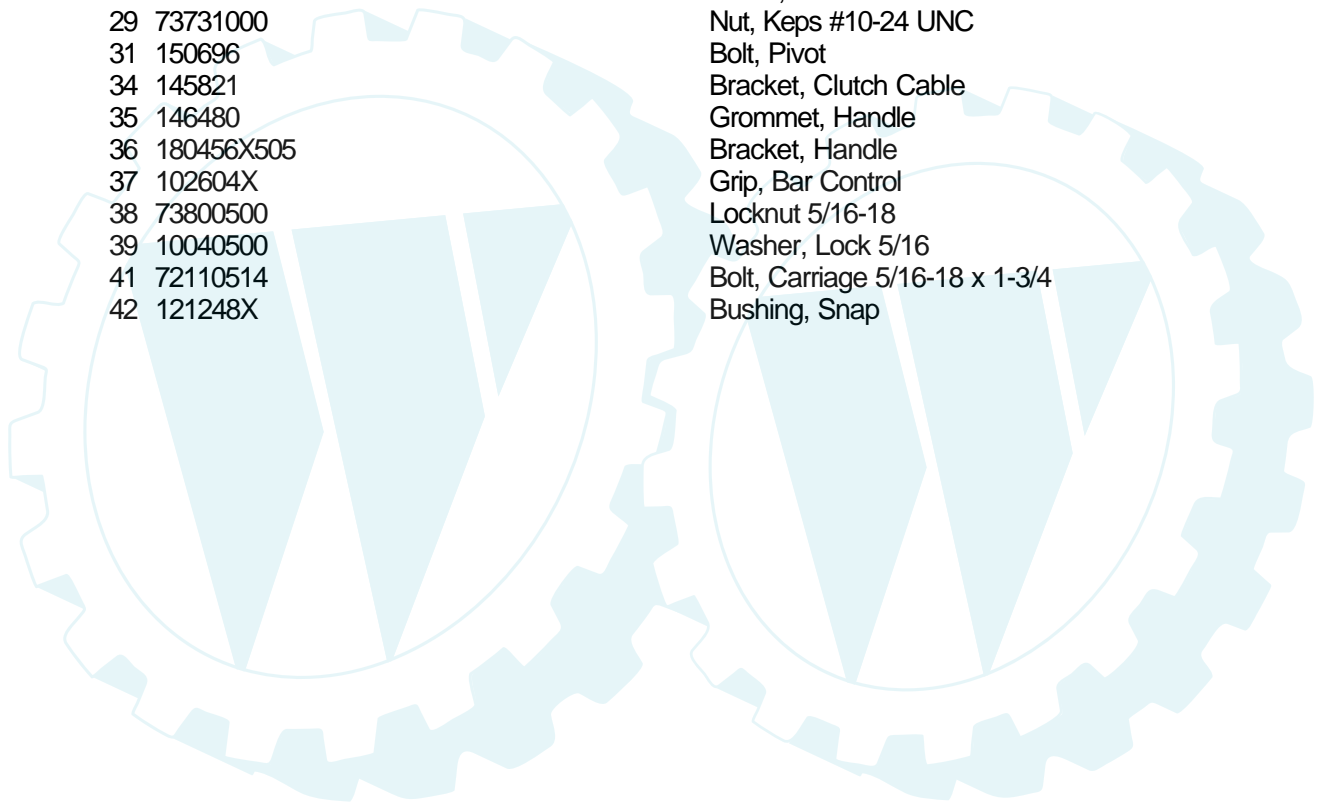 29 73731000 Nut, Keps #10-24 UNC
31 150696 Bolt, Pivot
34 145821 Bracket, Clutch Cable
35 146480 Grommet, Handle
36 180456X505 Bracket, Handle
37 102604X Grip, Bar Control
38 73800500 Locknut 5/16-18
39 10040500 Washer, Lock 5/16
41 72110514 Bolt, Carriage 5/16-18 x 1-3/4
42 121248X Bushing, Snap